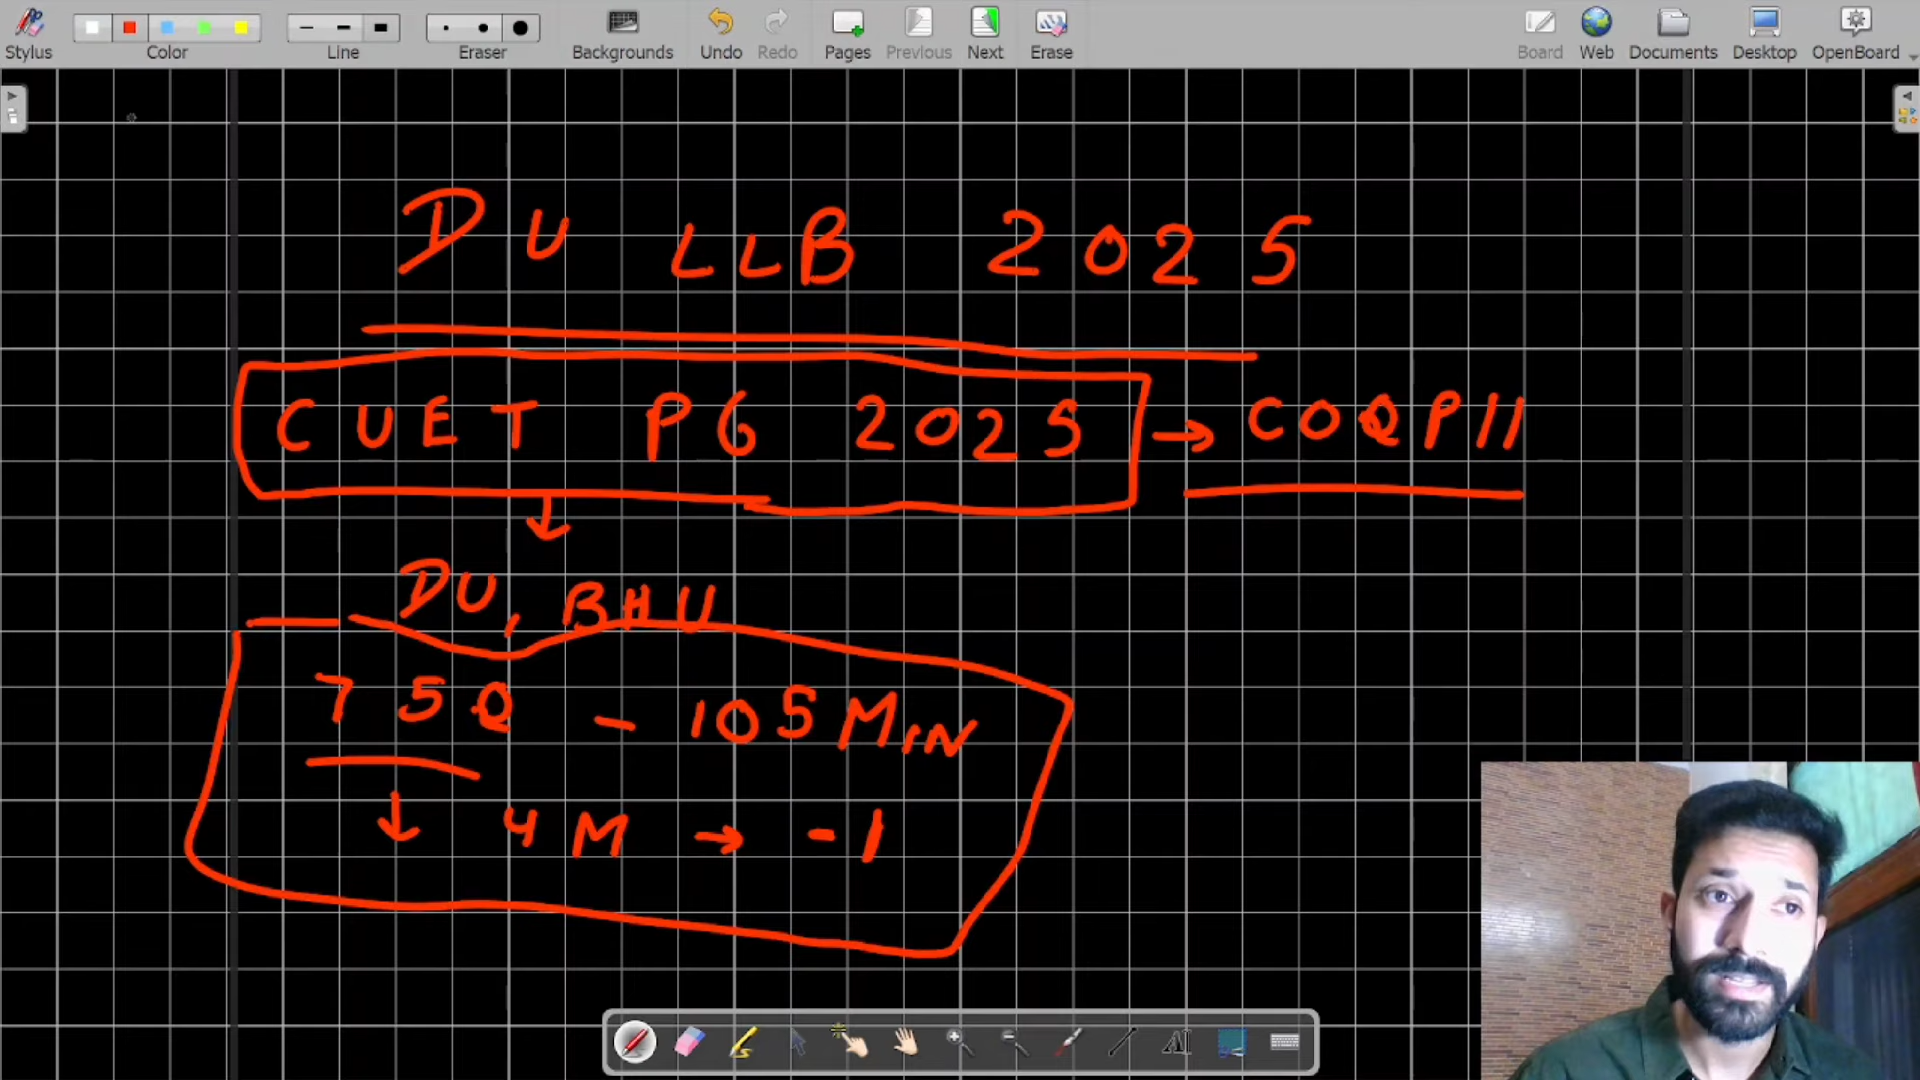 Stylus Color Line Eraser Backgrounds Undo Redo Pages Previous Next Erase Board Web Documents Desktop OpenBoard
DU LLB 2025
CUET PG 2025 → COQP11
↓
DU, BHU
75Q - 105 MIN
↓ 4M → -1